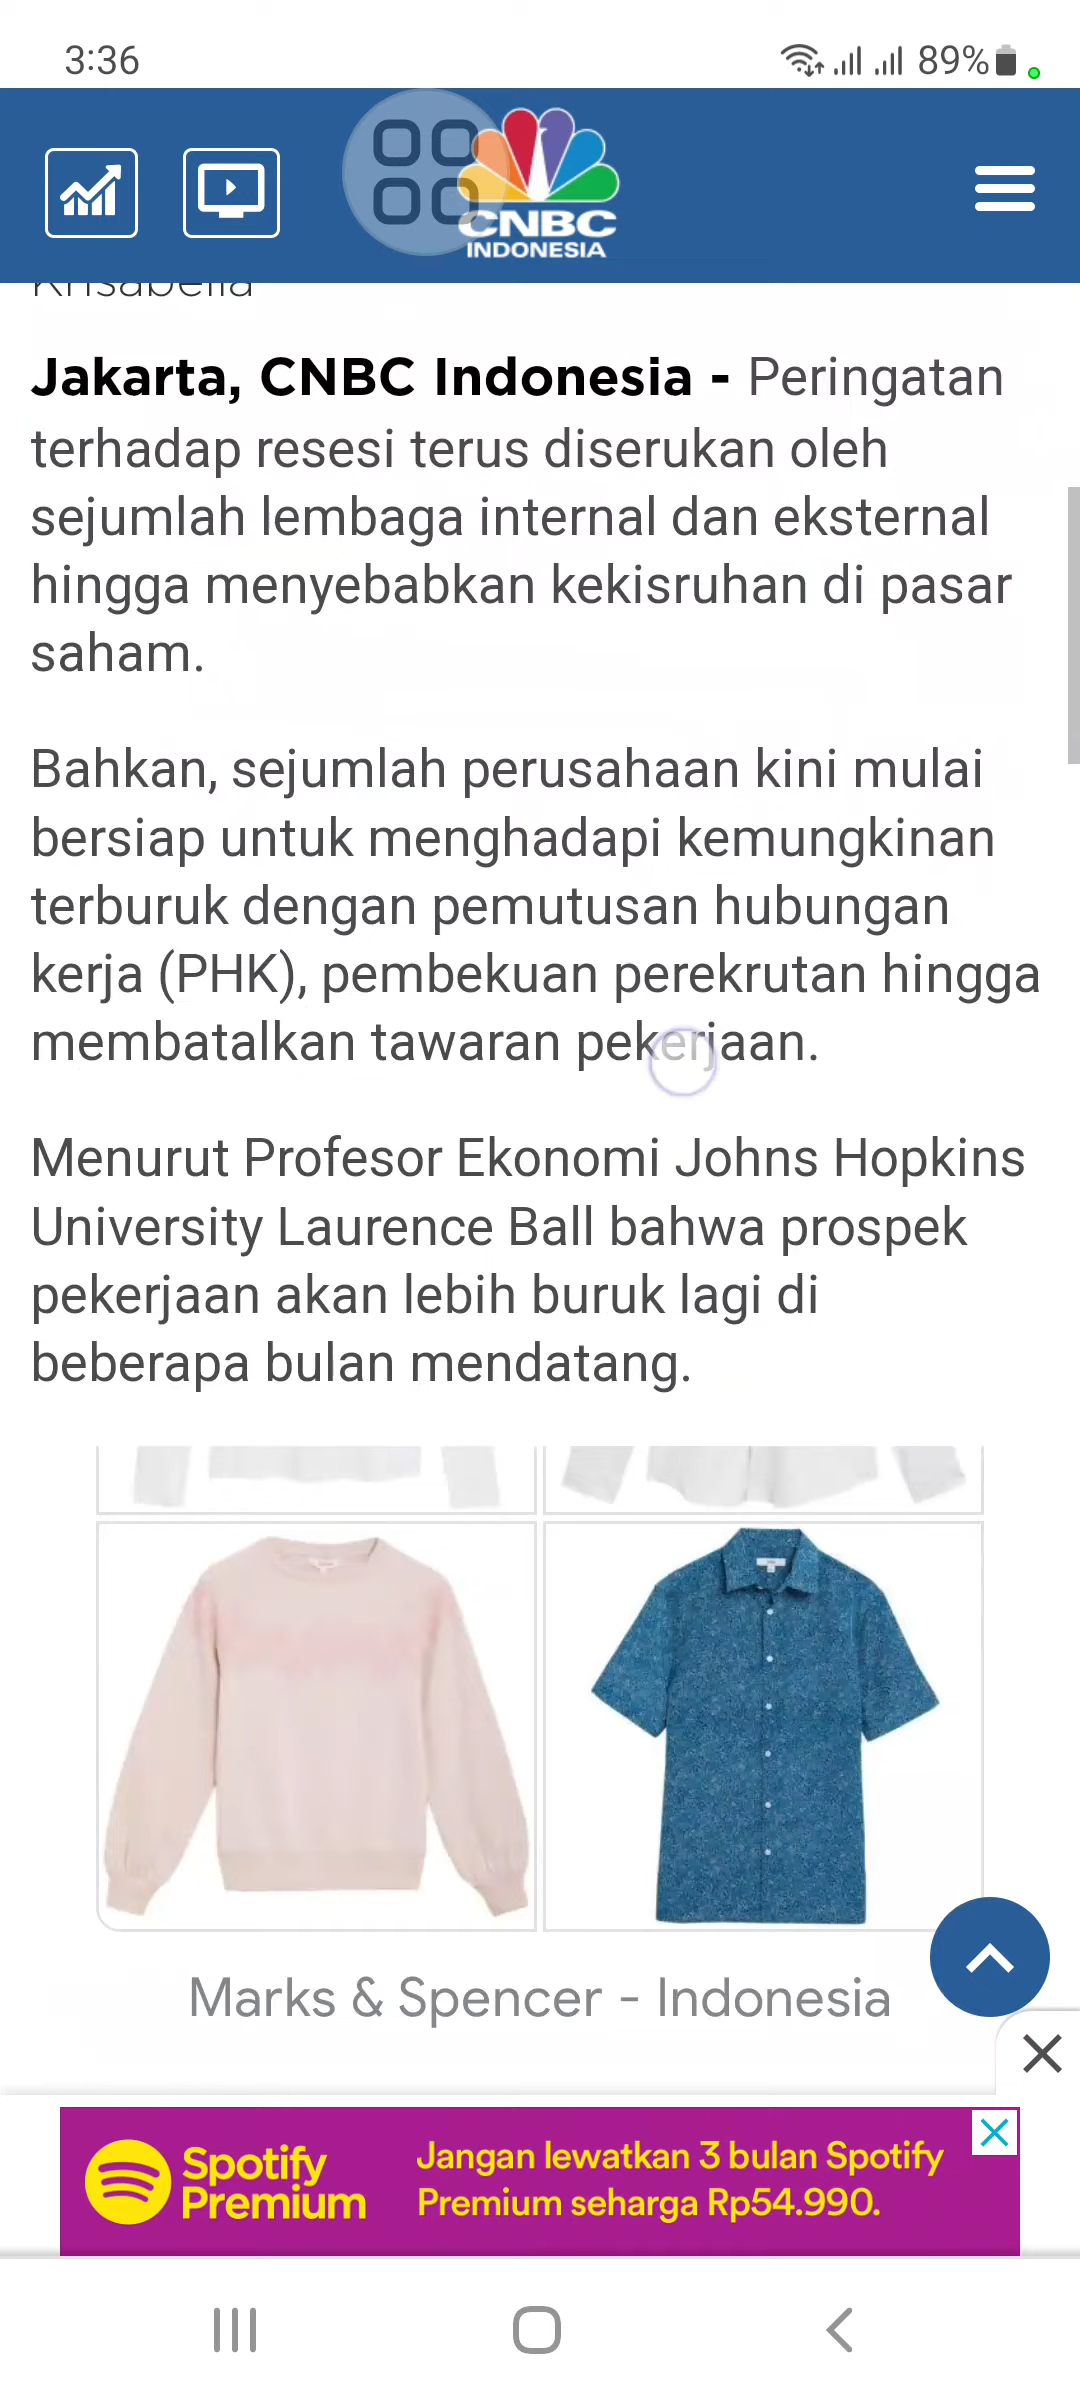 3:36
89%
CNBC
INDONESIA
Krisabella
Jakarta, CNBC Indonesia - Peringatan
terhadap resesi terus diserukan oleh
sejumlah lembaga internal dan eksternal
hingga menyebabkan kekisruhan di pasar
saham.
Bahkan, sejumlah perusahaan kini mulai
bersiap untuk menghadapi kemungkinan
terburuk dengan pemutusan hubungan
kerja (PHK), pembekuan perekrutan hingga
membatalkan tawaran pekerjaan.
Menurut Profesor Ekonomi Johns Hopkins
University Laurence Ball bahwa prospek
pekerjaan akan lebih buruk lagi di
beberapa bulan mendatang.
Marks & Spencer - Indonesia
Spotify
Premium
Jangan lewatkan 3 bulan Spotify
Premium seharga Rp54.990.